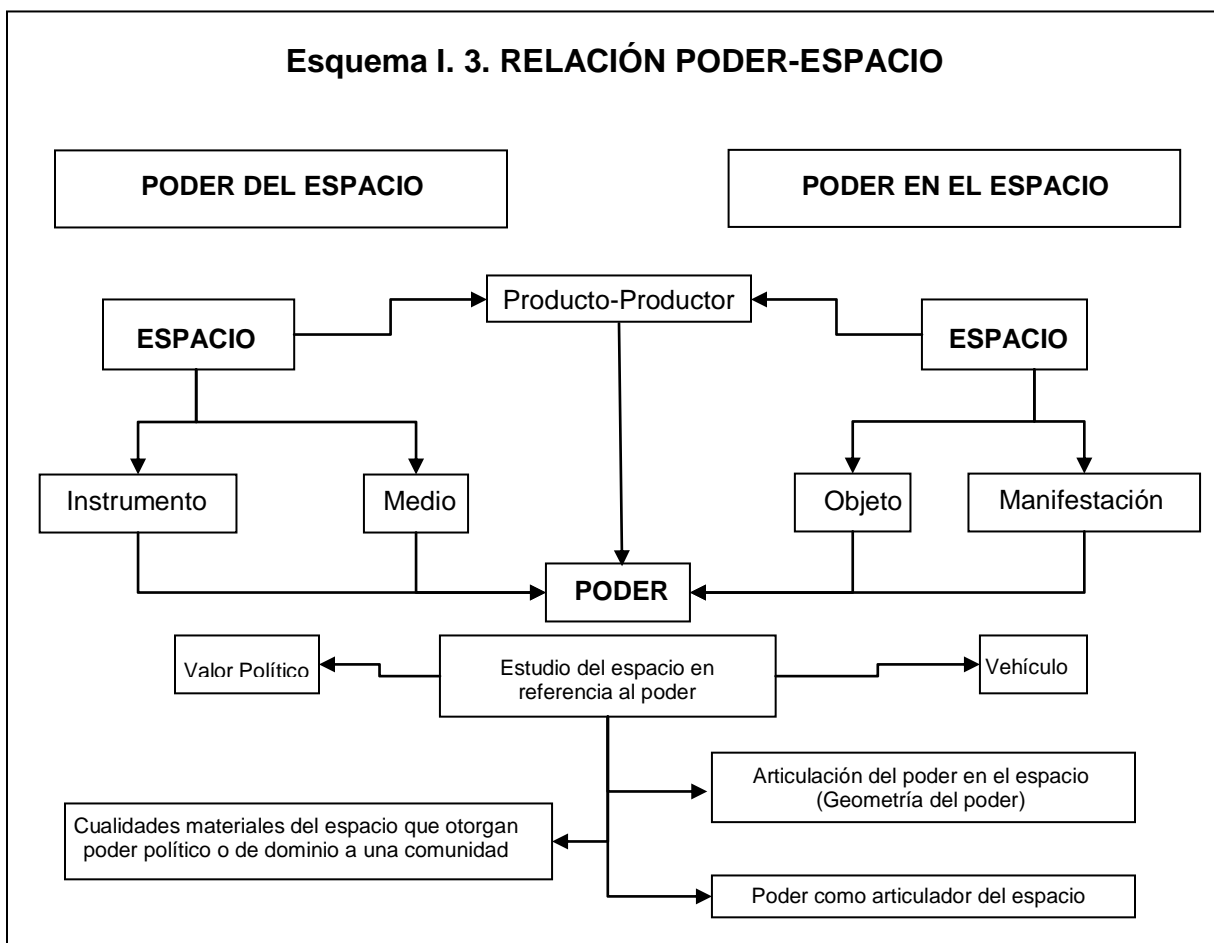 Esquema I. 3. RELACIÓN PODER-ESPACIO
PODER DEL ESPACIO
PODER EN EL ESPACIO
Producto-Productor
ESPACIO
ESPACIO
Instrumento
Medio
Objeto
Manifestación
PODER
Valor Político
Estudio del espacio en
referencia al poder
Vehículo
Articulación del poder en el espacio
(Geometría del poder)
Cualidades materiales del espacio que otorgan
poder político o de dominio a una comunidad
Poder como articulador del espacio